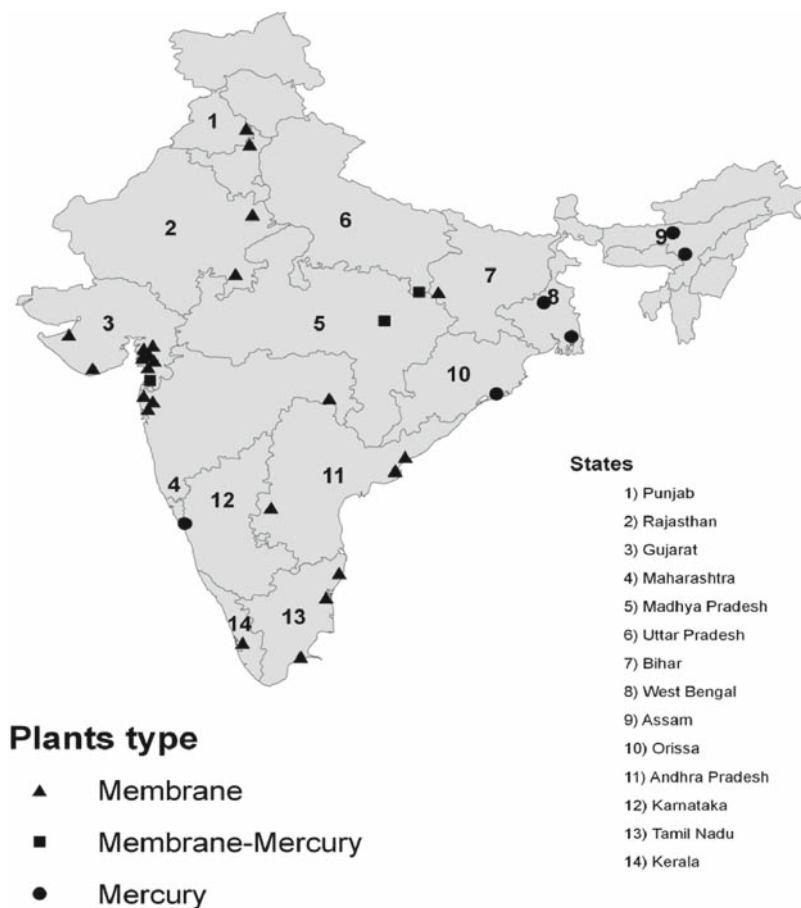 1
2
6
9
7
8
3
5
10
11
4
12
14
13
States
1) Punjab
2) Rajasthan
3) Gujarat
4) Maharashtra
5) Madhya Pradesh
6) Uttar Pradesh
7) Bihar
8) West Bengal
9) Assam
10) Orissa
11) Andhra Pradesh
12) Karnataka
13) Tamil Nadu
14) Kerala
Plants type
Membrane
Membrane-Mercury
Mercury